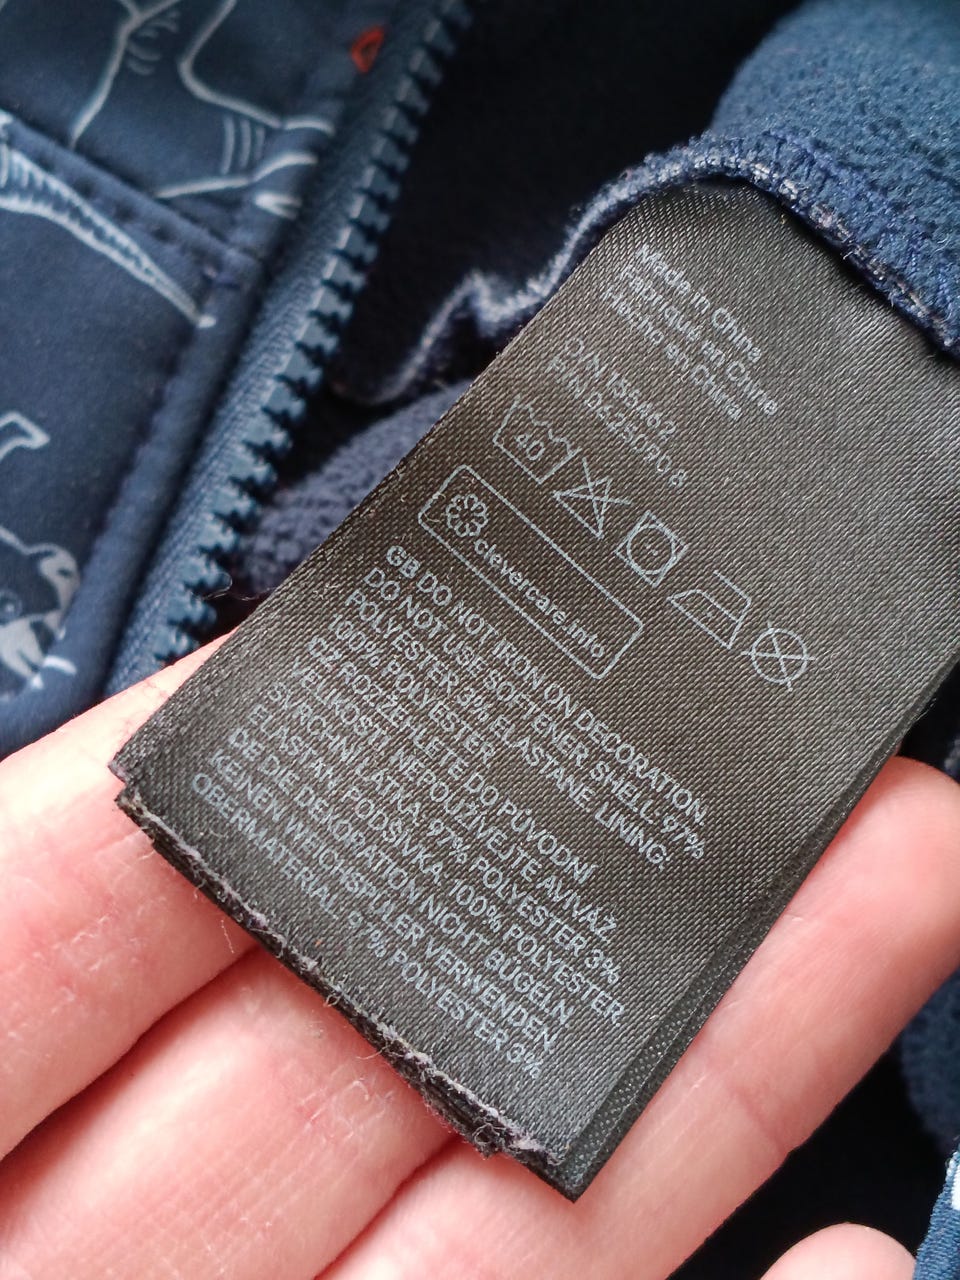 Made in China
Fabriqué en Chine
Hecho en China
40
clevercare.info
GB DO NOT IRON ON DECORATION.
DO NOT USE SOFTENER SHELL: 97%
POLYESTER 3% ELASTANE. LINING:
100% POLYESTER
CZ ROZŽEHLETE DO PŮVODNÍ
VELIKOSTI NEPOUŽÍVEJTE AVIVÁŽ
SVRCHNÍ LÁTKA: 97% POLYESTER 3%
ELASTAN. PODŠÍVKA: 100% POLYESTER
DE DIE DEKORATION NICHT BÜGELN.
KEINEN WEICHSPÜLER VERWENDEN
OBERMATERIAL: 97% POLYESTER 3%